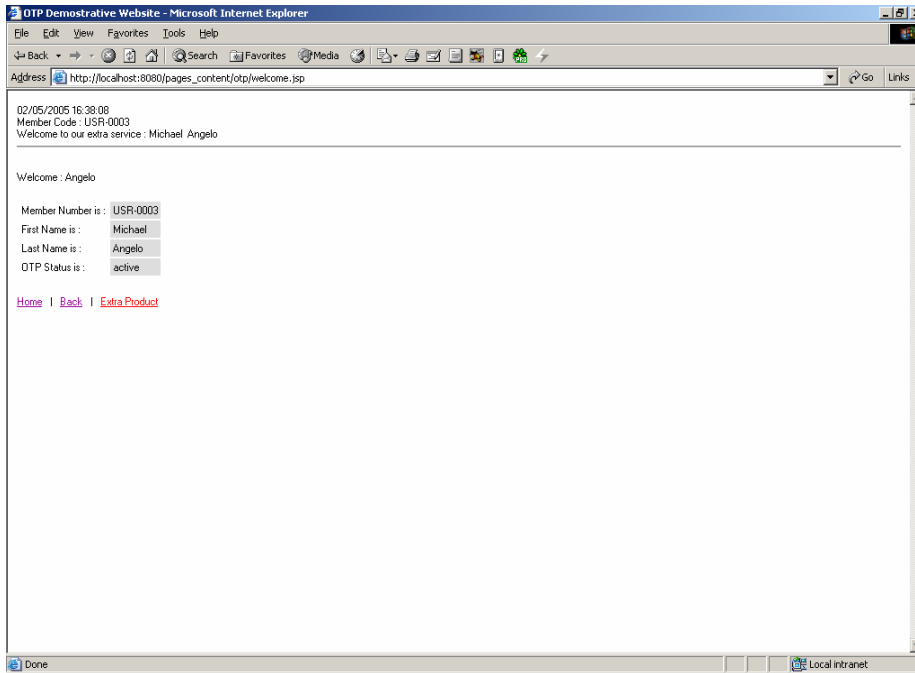 OTP Demostrative Website - Microsoft Internet Explorer
File Edit View Favorites Tools Help
Back Search Favorites Media
Address http://localhost:8080/pages_content/otp/welcome.jsp Go Links
02/05/2005 16:38:08
Member Code : USR-0003
Welcome to our extra service : Michael Angelo
Welcome : Angelo
Member Number is : USR-0003
First Name is : Michael
Last Name is : Angelo
OTP Status is : active
Home | Back | Extra Product
Done Local intranet